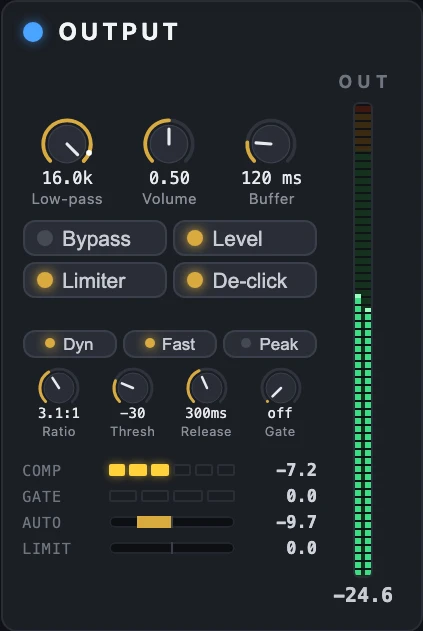 OUTPUT
OUT
16.0k 0.50 120 ms
Low-pass Volume Buffer
Bypass Level
Limiter De-click
Dyn Fast Peak
3.1:1 −30 300ms off
Ratio Thresh Release Gate
COMP −7.2
GATE 0.0
AUTO −9.7
LIMIT 0.0
−24.6